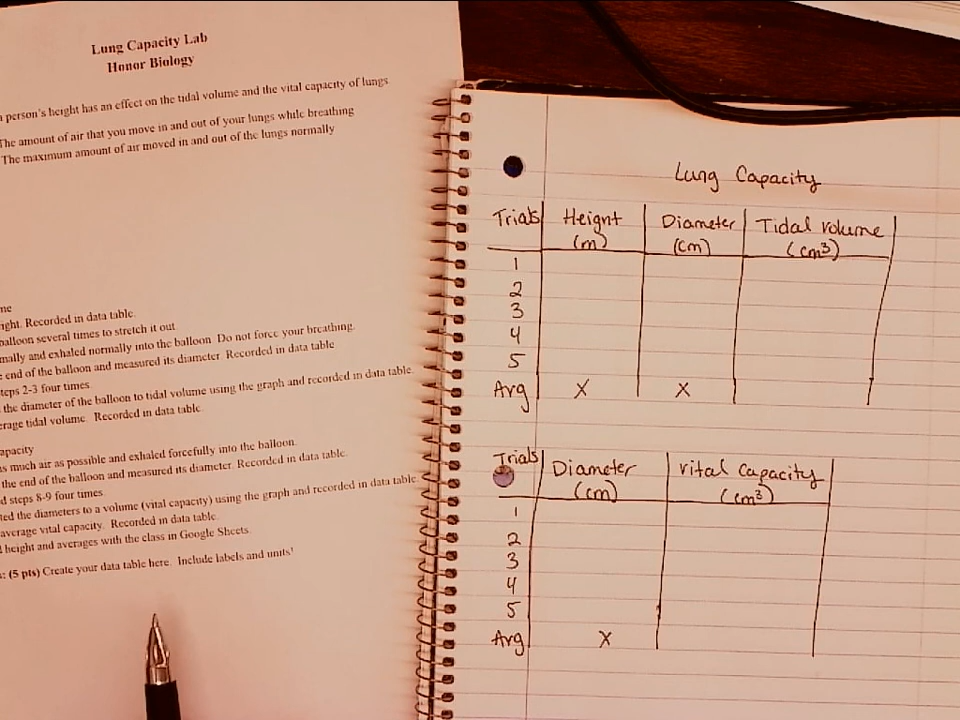 Lung Capacity Lab
Honor Biology
a person's height has an effect on the tidal volume and the vital capacity of lungs
The amount of air that you move in and out of your lungs while breathing
The maximum amount of air moved in and out of the lungs normally
ne
ight. Recorded in data table.
balloon several times to stretch it out
mally and exhaled normally into the balloon Do not force your breathing.
end of the balloon and measured its diameter. Recorded in data table
teps 2-3 four times
the diameter of the balloon to tidal volume using the graph and recorded in data table.
erage tidal volume. Recorded in data table.
apacity
s much air as possible and exhaled forcefully into the balloon.
the end of the balloon and measured its diameter. Recorded in data table.
d steps 8-9 four times
ted the diameters to a volume (vital capacity) using the graph and recorded in data table.
average vital capacity. Recorded in data table.
height and averages with the class in Google Sheets.
: (5 pts) Create your data table here. Include labels and units!
Lung Capacity
Trials Height (m) Diameter (cm) Tidal volume (cm³)
1
2
3
4
5
Avg X X
Trials Diameter (cm) vital capacity (cm³)
1
2
3
4
5
Avg X